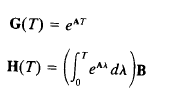 G(T) = e^{AT}
H(T) = (∫_0^T e^{Aλ} dλ)B